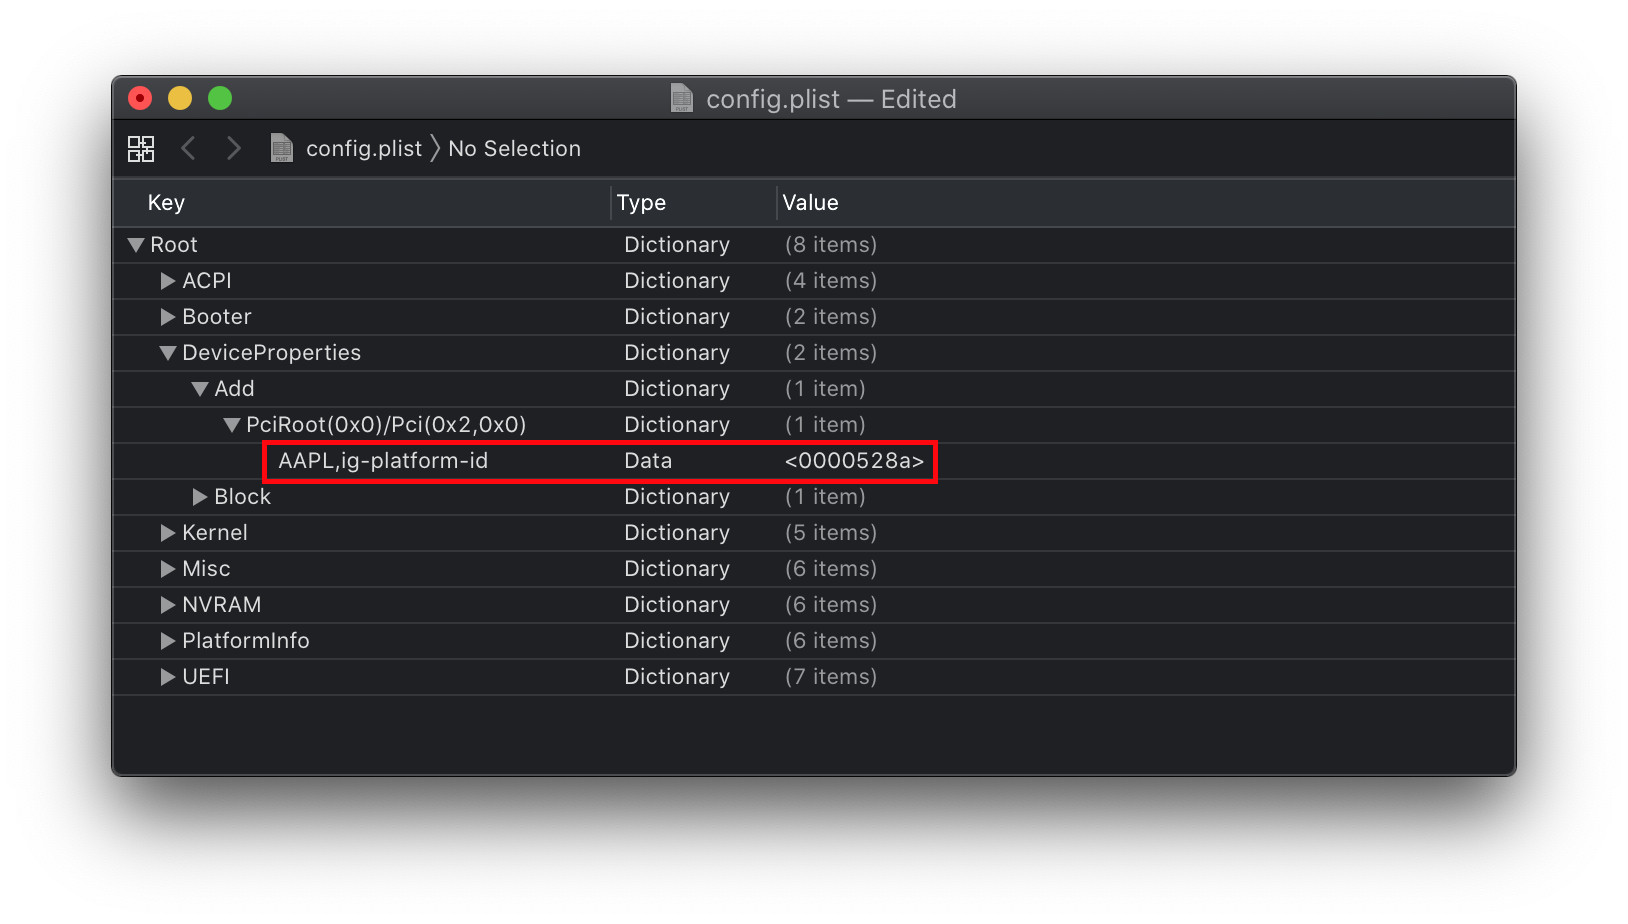 config.plist — Edited
config.plist 〉 No Selection
Key Type Value
Root Dictionary (8 items)
ACPI Dictionary (4 items)
Booter Dictionary (2 items)
DeviceProperties Dictionary (2 items)
Add Dictionary (1 item)
PciRoot(0x0)/Pci(0x2,0x0) Dictionary (1 item)
AAPL,ig-platform-id Data <0000528a>
Block Dictionary (1 item)
Kernel Dictionary (5 items)
Misc Dictionary (6 items)
NVRAM Dictionary (6 items)
PlatformInfo Dictionary (6 items)
UEFI Dictionary (7 items)